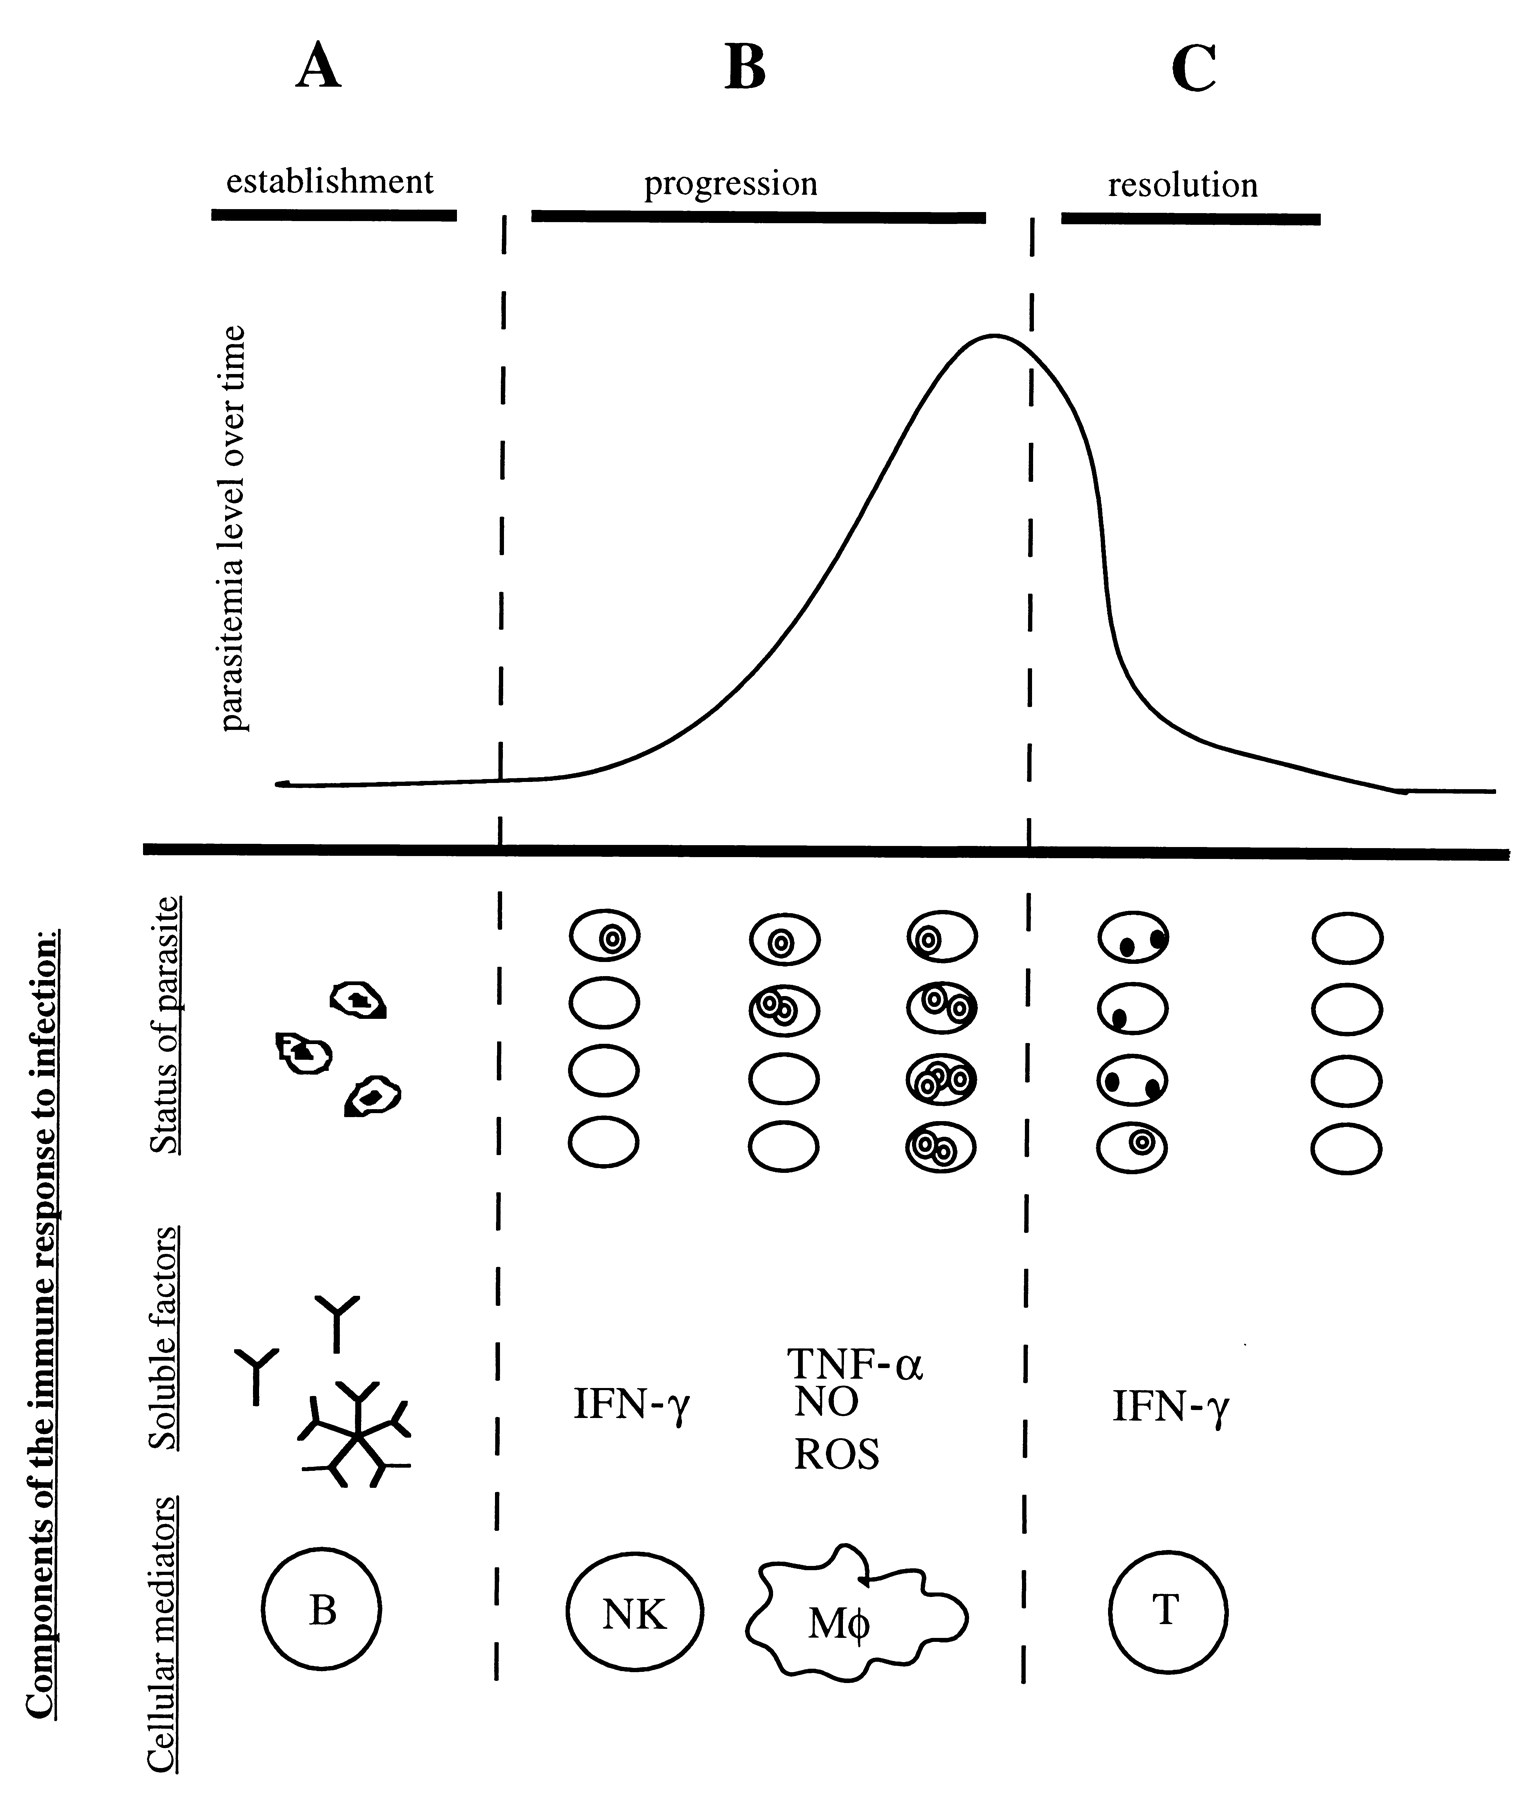 A
B
C
establishment
progression
resolution
parasitemia level over time
Components of the immune response to infection:
Status of parasite
Soluble factors
IFN-γ
TNF-α
NO
ROS
IFN-γ
Cellular mediators
B
NK
Mϕ
T